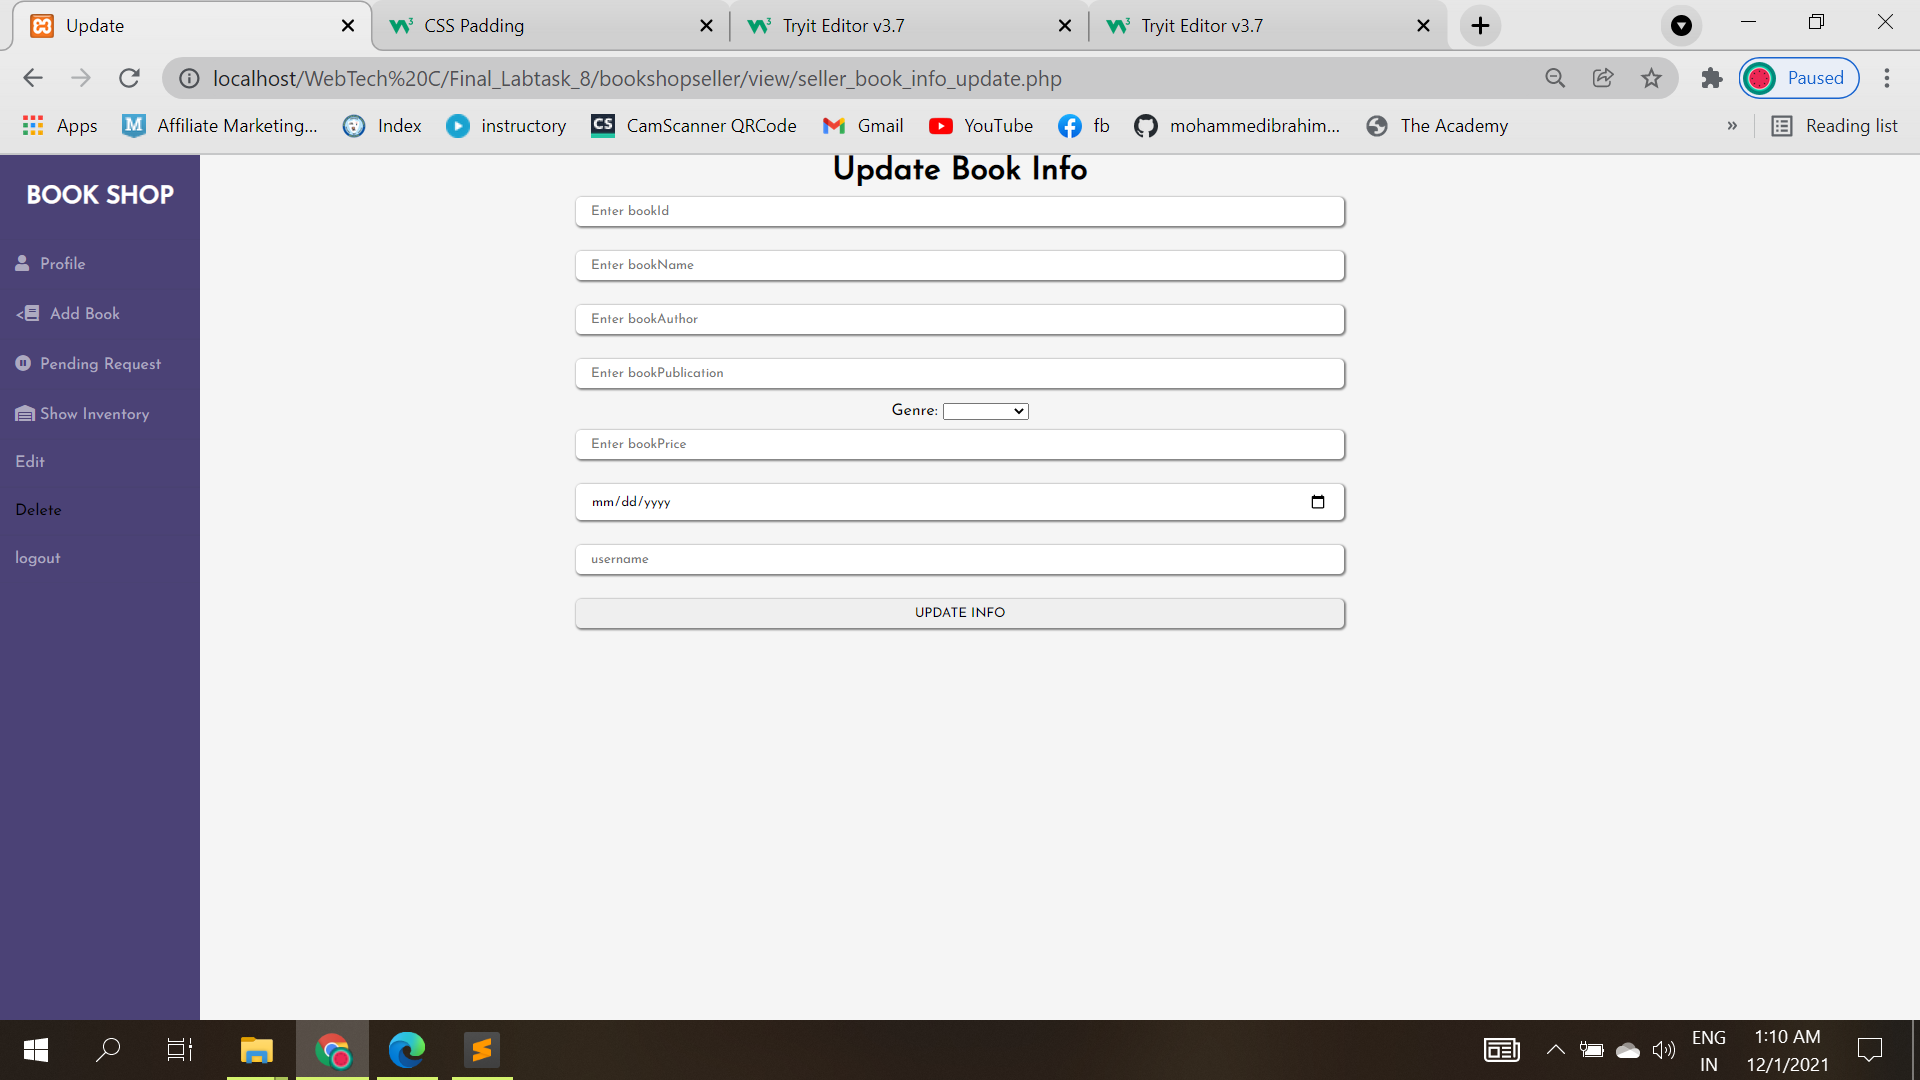 Update
CSS Padding
Tryit Editor v3.7
Tryit Editor v3.7
localhost/WebTech%20C/Final_Labtask_8/bookshopseller/view/seller_book_info_update.php
Paused
Apps
M
Affiliate Marketing...
Index
instructory
CS
CamScanner QRCode
Gmail
YouTube
fb
mohammedibrahim...
The Academy
»
Reading list
BOOK SHOP
Profile
<
Add Book
Pending Request
Show Inventory
Edit
Delete
logout
Update Book Info
Enter bookId
Enter bookName
Enter bookAuthor
Enter bookPublication
Genre:
Enter bookPrice
mm/dd/yyyy
username
UPDATE INFO
ENG
IN
1:10 AM
12/1/2021